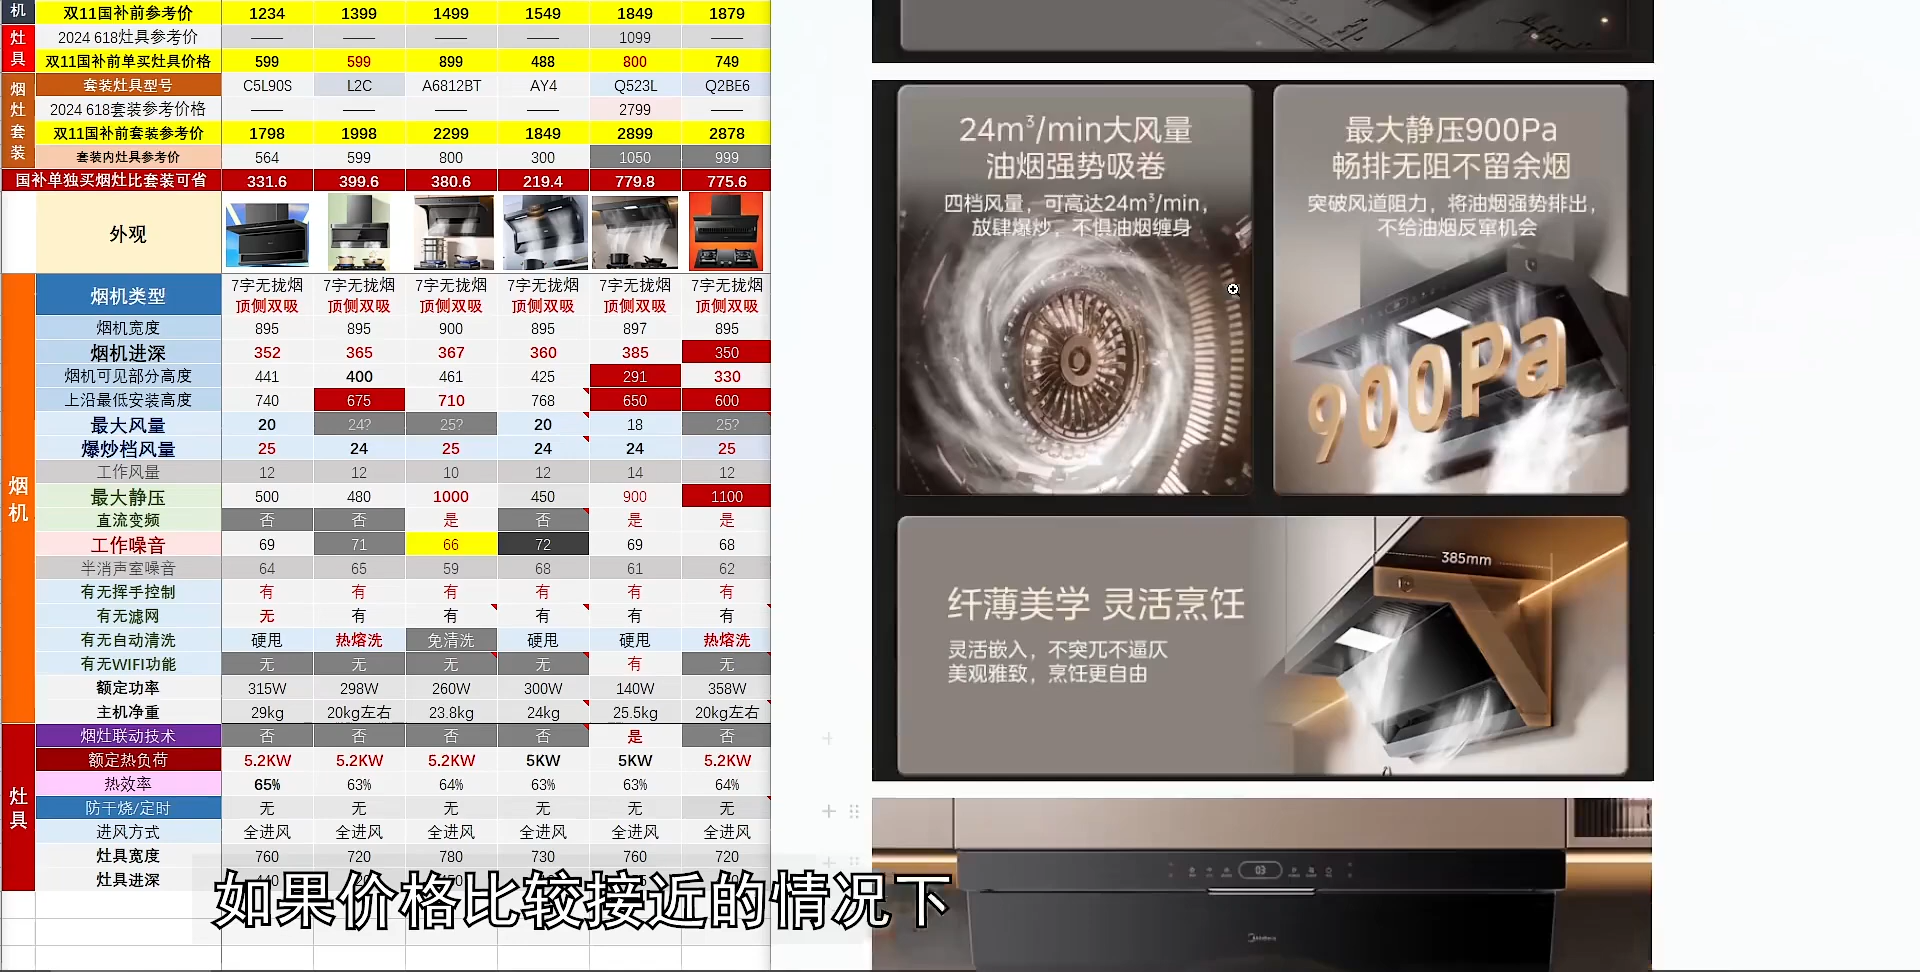 机 双11国补前参考价 1234 1399 1499 1549 1849 1879
灶具 2024 618灶具参考价 —— —— —— —— 1099 ——
双11国补前单买灶具价格 599 599 899 488 800 749
烟灶套装 套装灶具型号 C5L90S L2C A6812BT AY4 Q523L Q2BE6
2024 618套装参考价格 —— —— —— —— 2799 ——
双11国补前套装参考价 1798 1998 2299 1849 2899 2878
套装内灶具参考价 564 599 800 300 1050 999
国补单独买烟灶比套装可省 331.6 399.6 380.6 219.4 779.8 775.6
外观
烟机
烟机类型 7字无拢烟 7字无拢烟 7字无拢烟 7字无拢烟 7字无拢烟 7字无拢烟
顶侧双吸 顶侧双吸 顶侧双吸 顶侧双吸 顶侧双吸 顶侧双吸
烟机宽度 895 895 900 895 897 895
烟机进深 352 365 367 360 385 350
烟机可见部分高度 441 400 461 425 291 330
上沿最低安装高度 740 675 710 768 650 600
最大风量 20 24? 25? 20 18 25?
爆炒档风量 25 24 25 24 24 25
工作风量 12 12 10 12 14 12
最大静压 500 480 1000 450 900 1100
直流变频 否 否 是 否 是 是
工作噪音 69 71 66 72 69 68
半消声室噪音 64 65 59 68 61 62
有无挥手控制 有 有 有 有 有 有
有无滤网 无 有 有 有 有 有
有无自动清洗 硬甩 热熔洗 免清洗 硬甩 硬甩 热熔洗
有无WIFI功能 无 无 无 无 有 无
额定功率 315W 298W 260W 300W 140W 358W
主机净重 29kg 20kg左右 23.8kg 24kg 25.5kg 20kg左右
灶具
烟灶联动技术 否 否 否 否 是 否
额定热负荷 5.2KW 5.2KW 5.2KW 5KW 5KW 5.2KW
热效率 65% 63% 64% 63% 63% 64%
防干烧/定时 无 无 无 无 无 无
进风方式 全进风 全进风 全进风 全进风 全进风 全进风
灶具宽度 760 720 780 730 760 720
灶具进深
如果价格比较接近的情况下
24m³/min大风量
油烟强势吸卷
四档风量，可高达24m³/min，
放肆爆炒，不惧油烟缠身
最大静压900Pa
畅排无阻不留余烟
突破风道阻力，将油烟强势排出，
不给油烟反窜机会
900Pa
纤薄美学 灵活烹饪
灵活嵌入，不突兀不逼仄
美观雅致，烹饪更自由
385mm
03
Midea